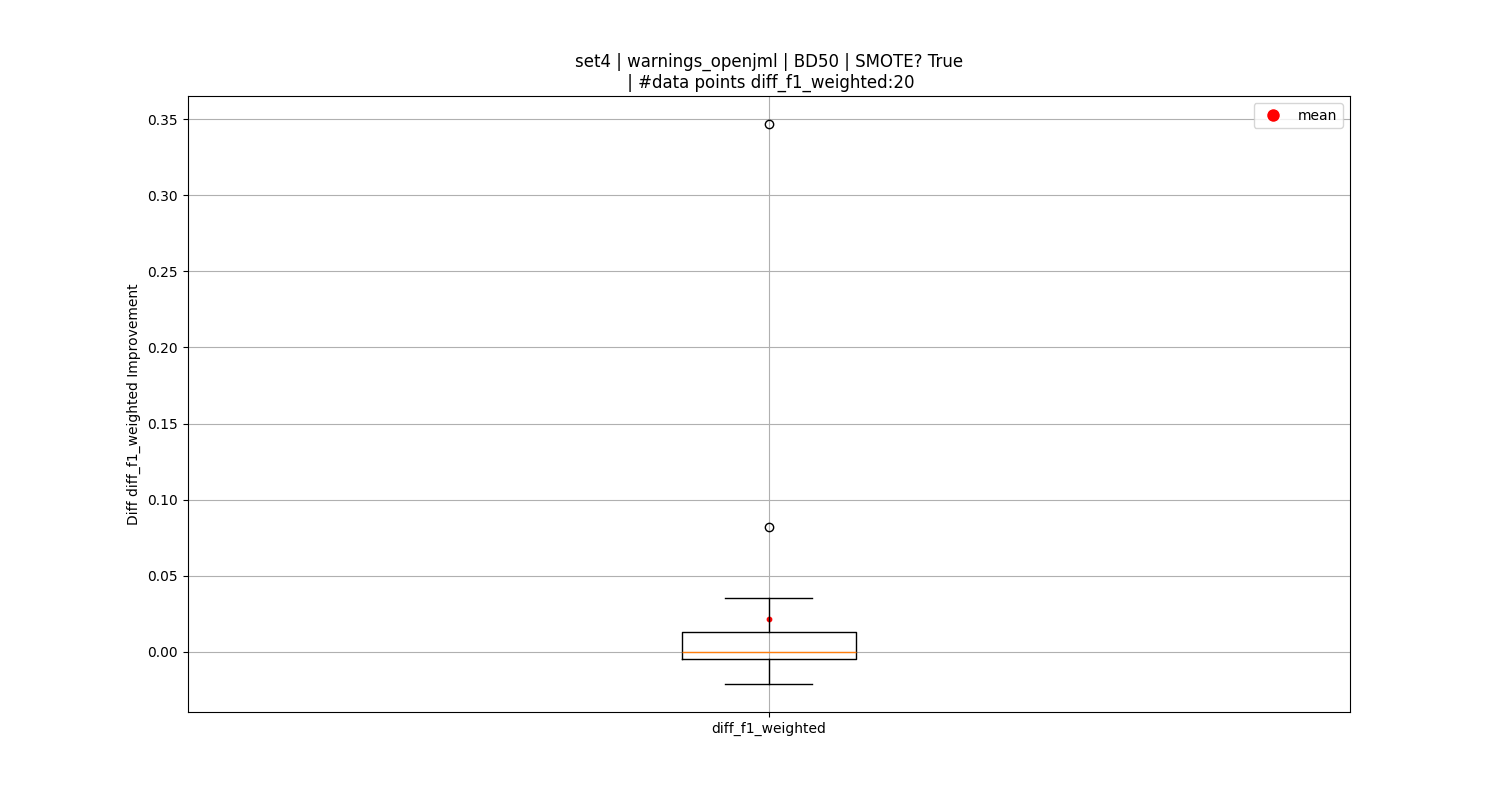 set4 | warnings_openjml | BD50 | SMOTE? True
| #data points diff_f1_weighted:20
mean
0.35
0.30
0.25
0.20
0.15
0.10
0.05
0.00
Diff diff_f1_weighted Improvement
diff_f1_weighted